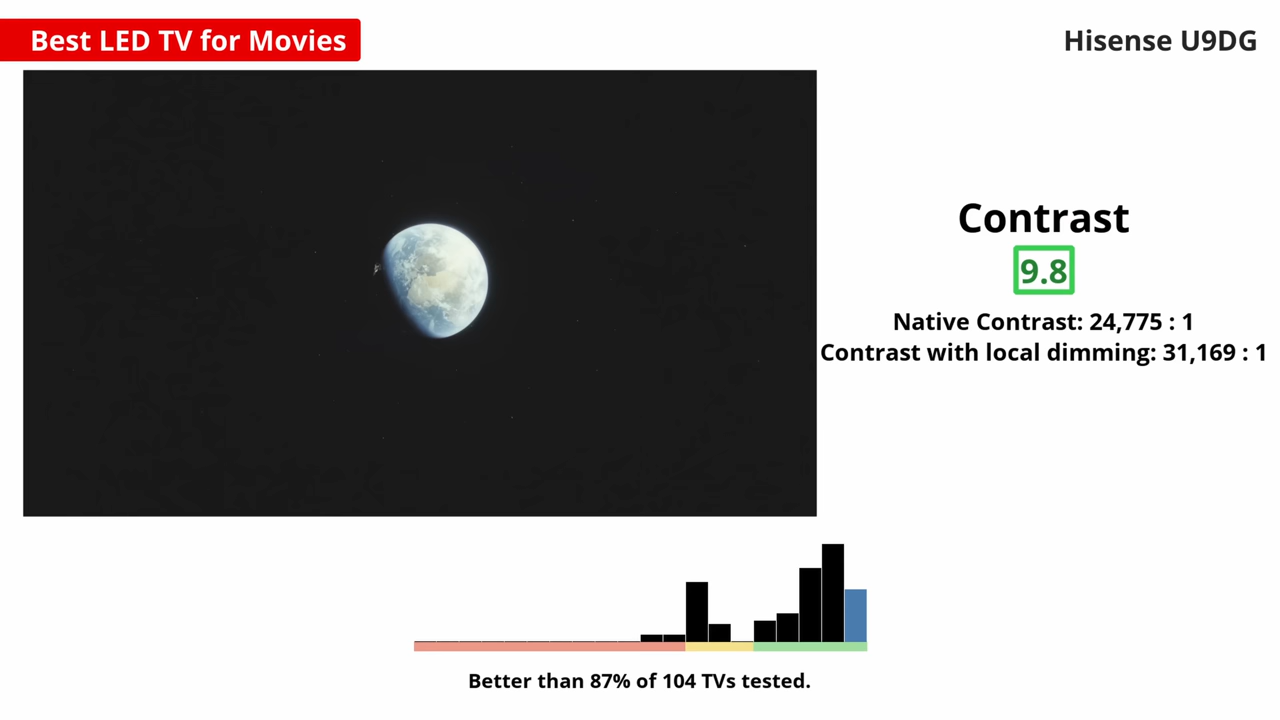 Best LED TV for Movies
Hisense U9DG
Contrast
9.8
Native Contrast: 24,775 : 1
Contrast with local dimming: 31,169 : 1
Better than 87% of 104 TVs tested.